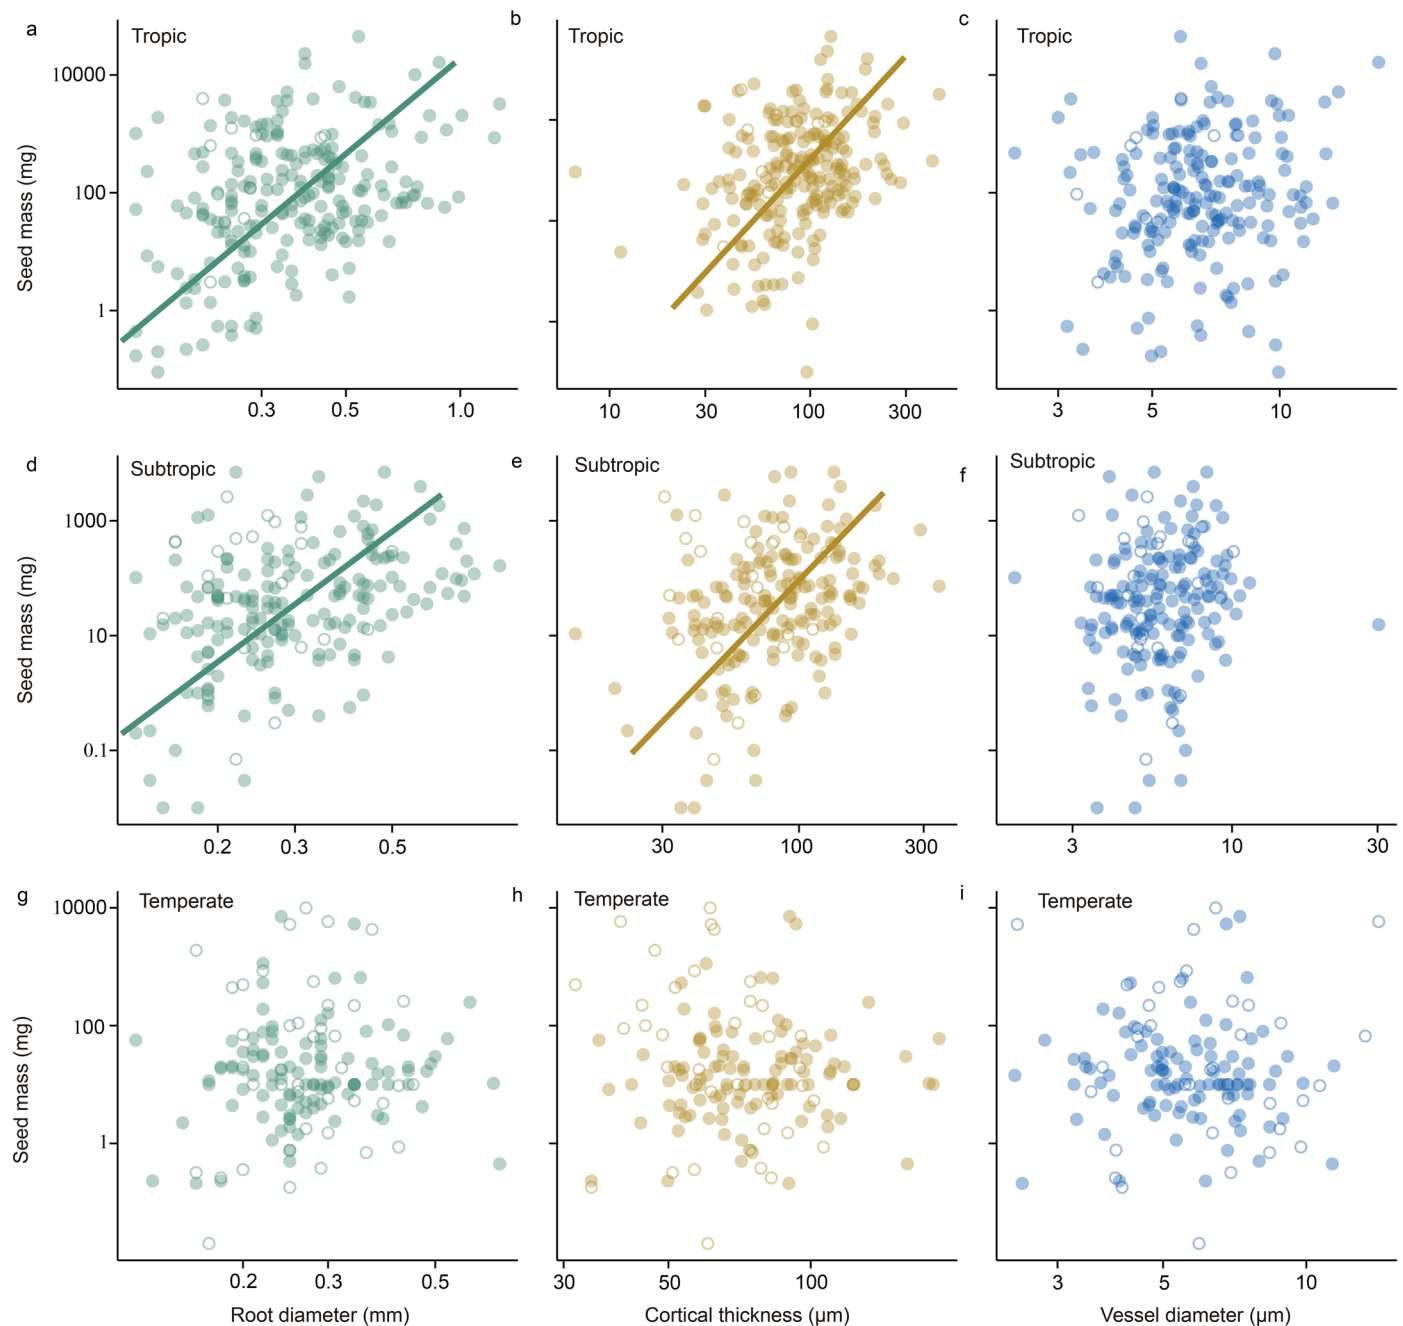 a
Tropic
b
Tropic
c
Tropic
10000
100
1
Seed mass (mg)
0.3 0.5 1.0
10 30 100 300
3 5 10
d
Subtropic
e
Subtropic
f
Subtropic
1000
10
0.1
Seed mass (mg)
0.2 0.3 0.5
30 100 300
3 10 30
g
Temperate
h
Temperate
i
Temperate
10000
100
1
Seed mass (mg)
0.2 0.3 0.5
30 50 100
3 5 10
Root diameter (mm)
Cortical thickness (μm)
Vessel diameter (μm)